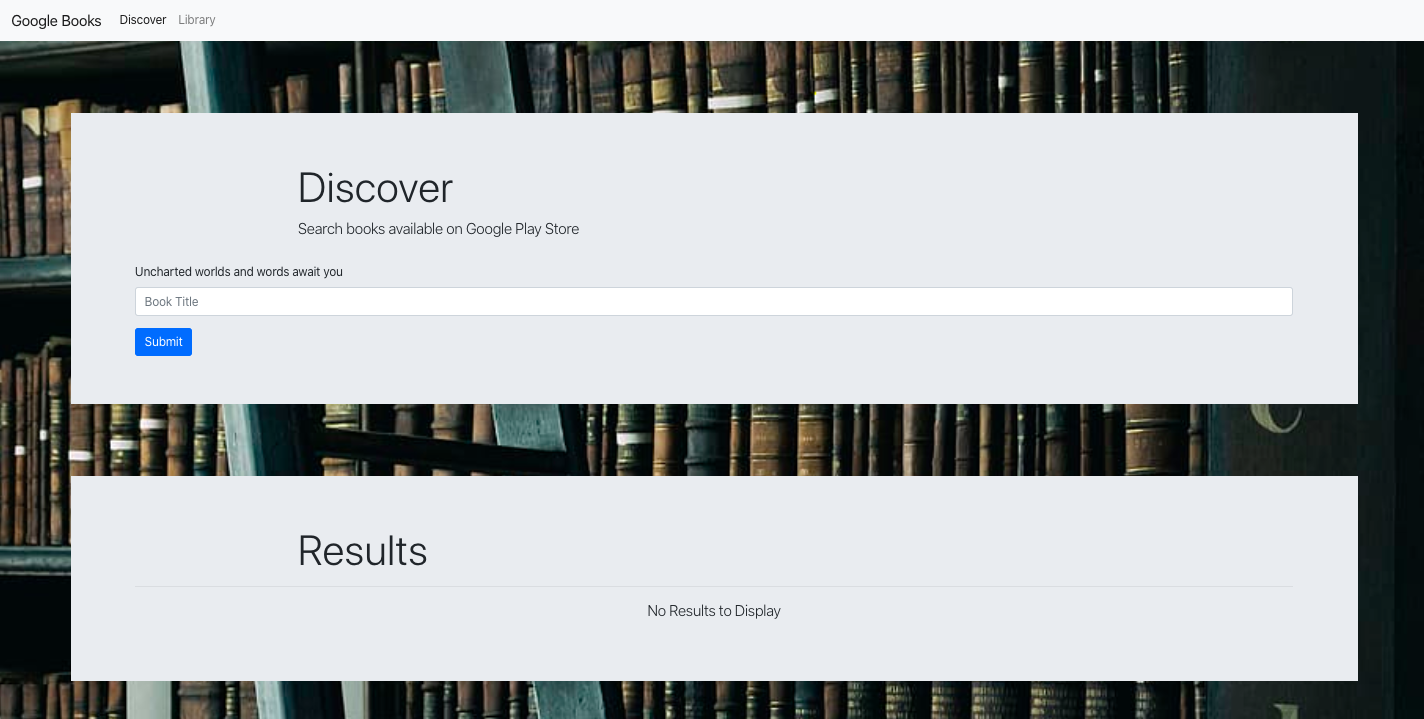 Google Books Discover Library
Discover
Search books available on Google Play Store
Uncharted worlds and words await you
Book Title
Submit
Results
No Results to Display